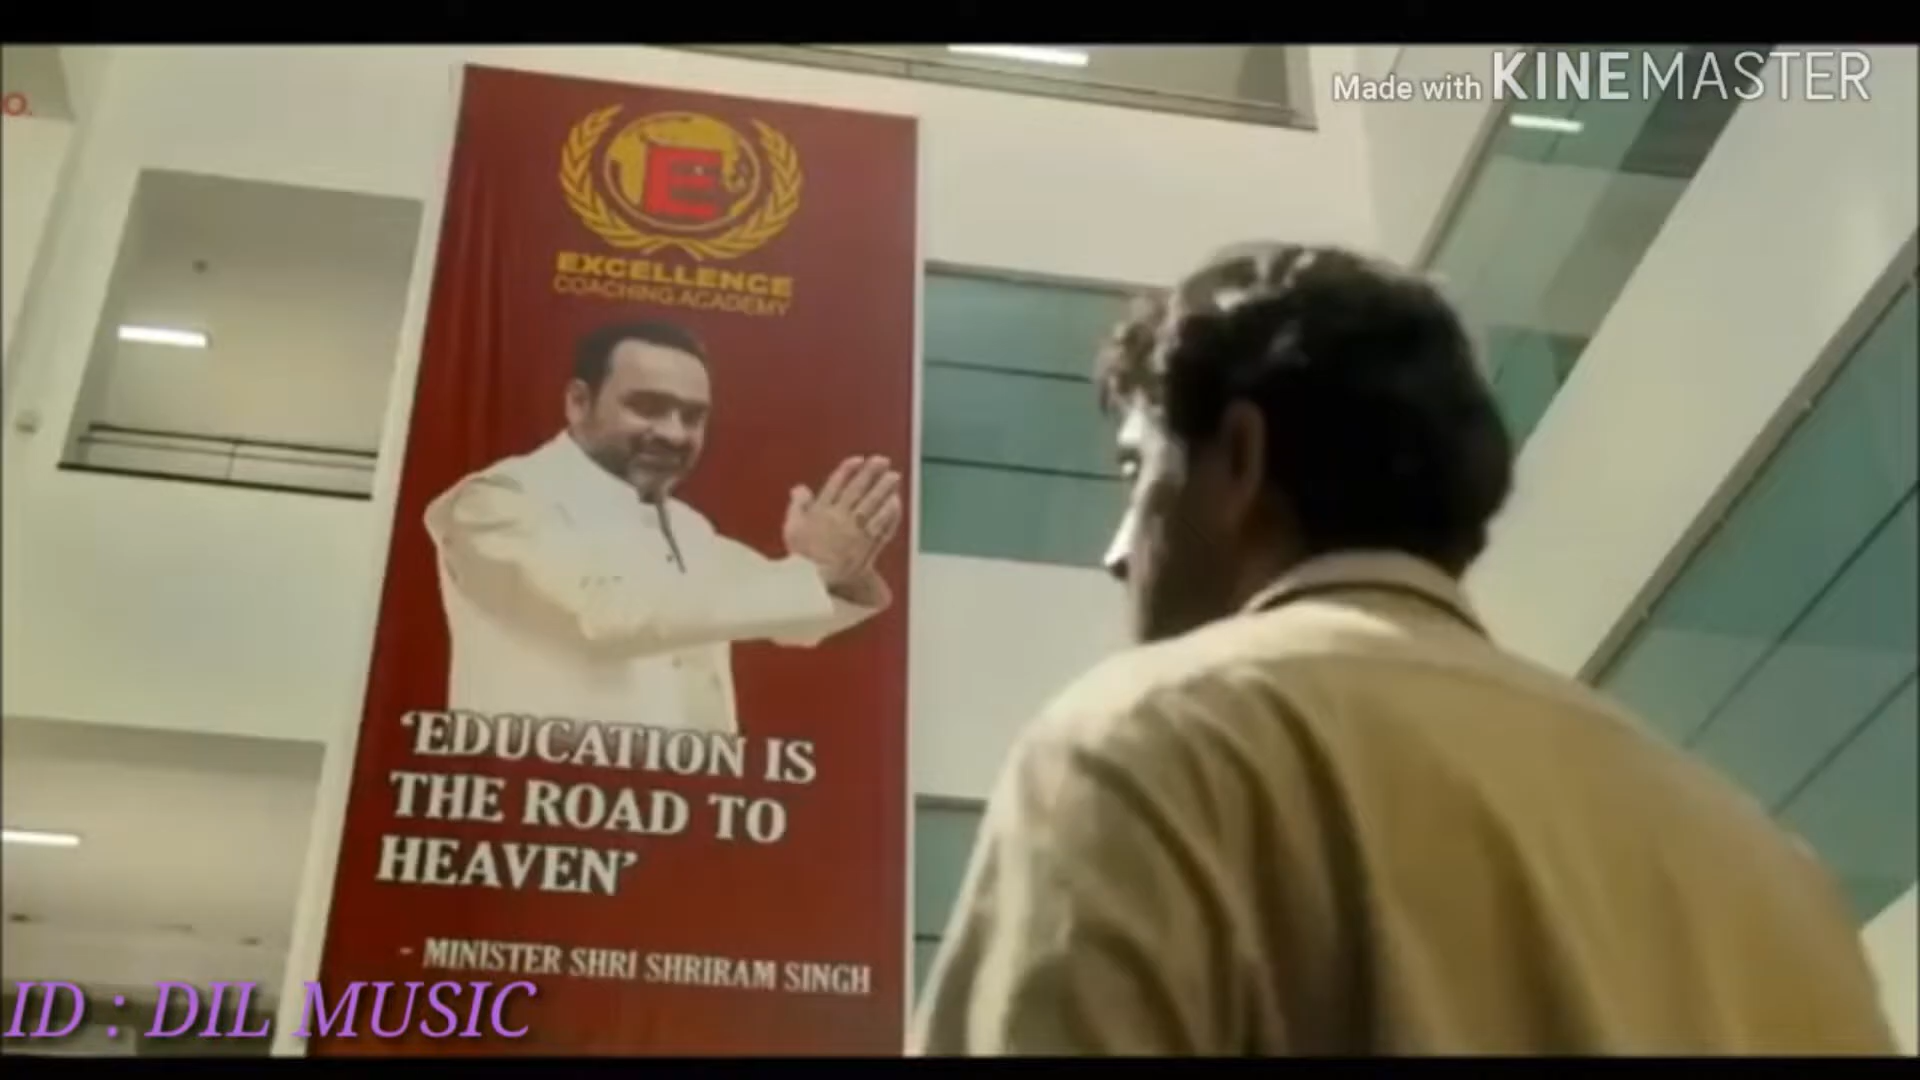 O.
Made with KINEMASTER
E
EXCELLENCE
COACHING ACADEMY
‘EDUCATION IS
THE ROAD TO
HEAVEN’
- MINISTER SHRI SHRIRAM SINGH
ID : DIL MUSIC